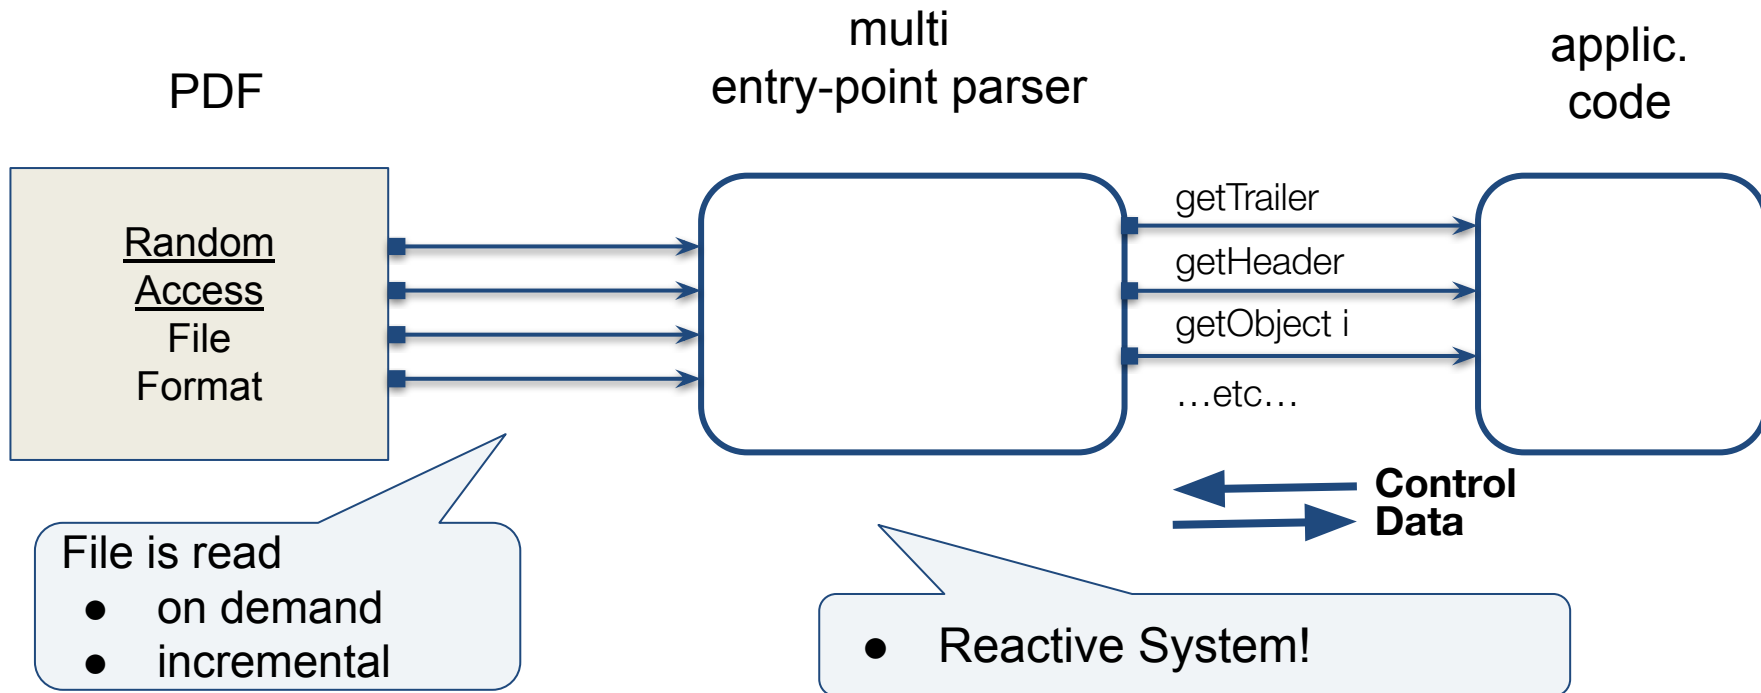 PDF
multi
entry-point parser
applic.
code
Random
Access
File
Format
getTrailer
getHeader
getObject i
…etc…
Control
Data
File is read
● on demand
● incremental
● Reactive System!